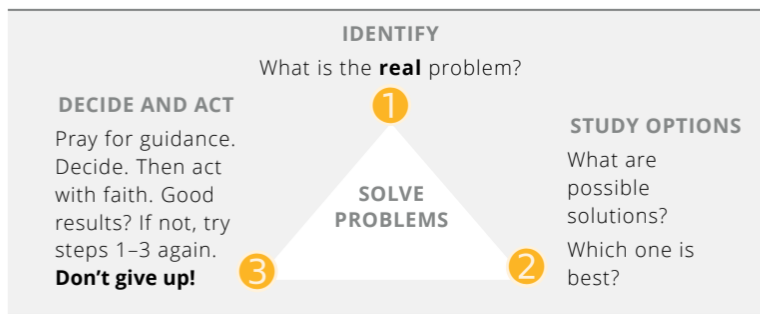 IDENTIFY
What is the real problem?
1
DECIDE AND ACT
Pray for guidance.
Decide. Then act
with faith. Good
results? If not, try
steps 1–3 again.
Don’t give up!
3
SOLVE
PROBLEMS
STUDY OPTIONS
What are
possible
solutions?
Which one is
best?
2